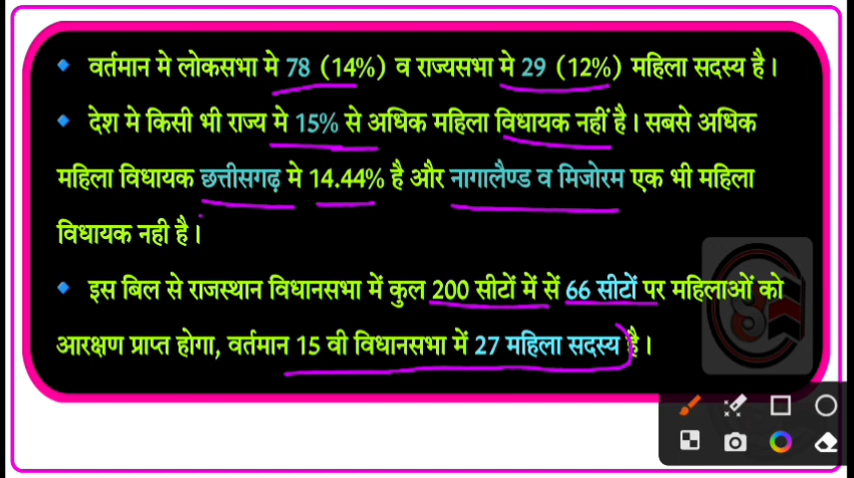 वर्तमान मे लोकसभा मे 78 (14%) व राज्यसभा मे 29 (12%) महिला सदस्य है।
देश मे किसी भी राज्य मे 15% से अधिक महिला विधायक नहीं है। सबसे अधिक
महिला विधायक छत्तीसगढ़ मे 14.44% है और नागालैण्ड व मिजोरम एक भी महिला
विधायक नही है।
इस बिल से राजस्थान विधानसभा में कुल 200 सीटों में सें 66 सीटों पर महिलाओं को
आरक्षण प्राप्त होगा, वर्तमान 15 वी विधानसभा में 27 महिला सदस्य है।